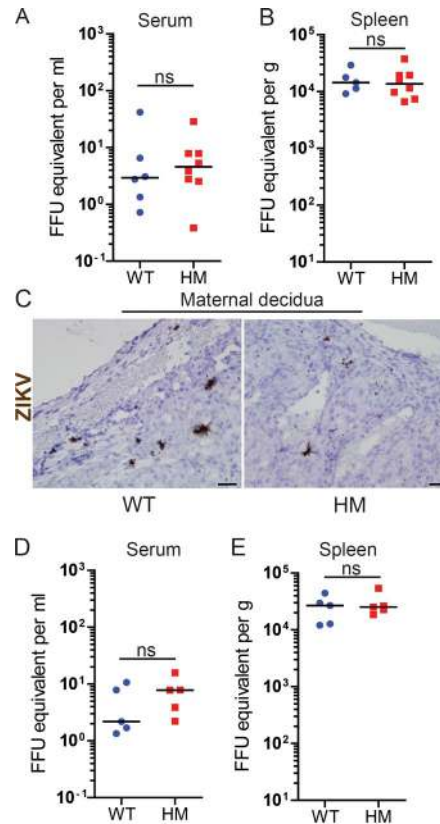 A
Serum
FFU equivalent per ml
10³
10²
10¹
10⁰
10⁻¹
ns
WT
HM
B
Spleen
FFU equivalent per g
10⁵
10⁴
10³
10²
10¹
ns
WT
HM
C
Maternal decidua
ZIKV
WT
HM
D
Serum
FFU equivalent per ml
10³
10²
10¹
10⁰
10⁻¹
ns
WT
HM
E
Spleen
FFU equivalent per g
10⁵
10⁴
10³
10²
10¹
ns
WT
HM